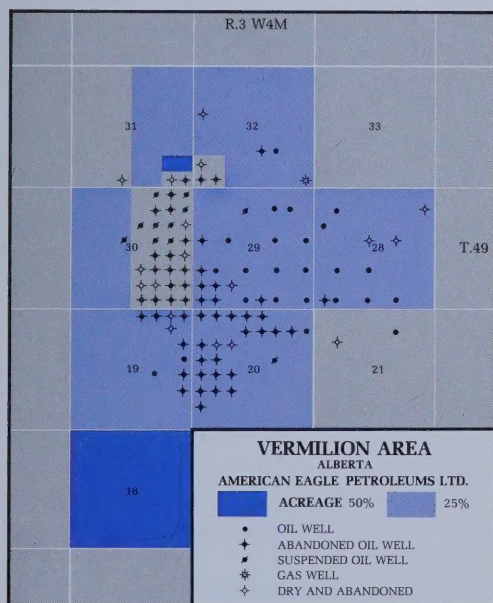 R.3 W4M
31
32
33
30
29
28
T.49
19
20
21
18
VERMILION AREA
ALBERTA
AMERICAN EAGLE PETROLEUMS LTD.
ACREAGE 50% 25%
OIL WELL
ABANDONED OIL WELL
SUSPENDED OIL WELL
GAS WELL
DRY AND ABANDONED